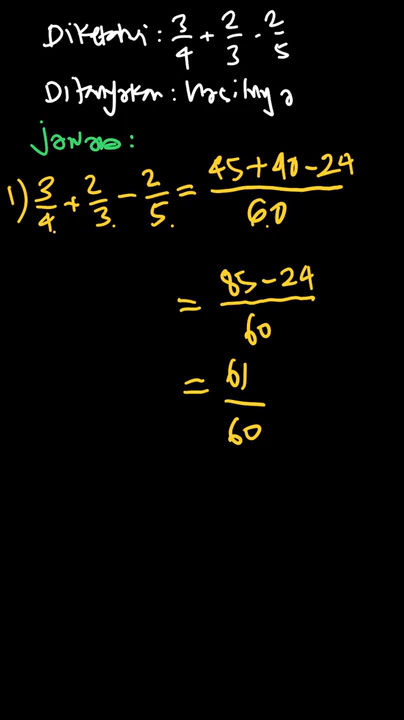 Diketahui : 3/4 + 2/3 - 2/5
Ditanyakan : hasilnya
Jawab :
1) 3/4 + 2/3 - 2/5 = 45+40-24/60
= 85-24/60
= 61/60